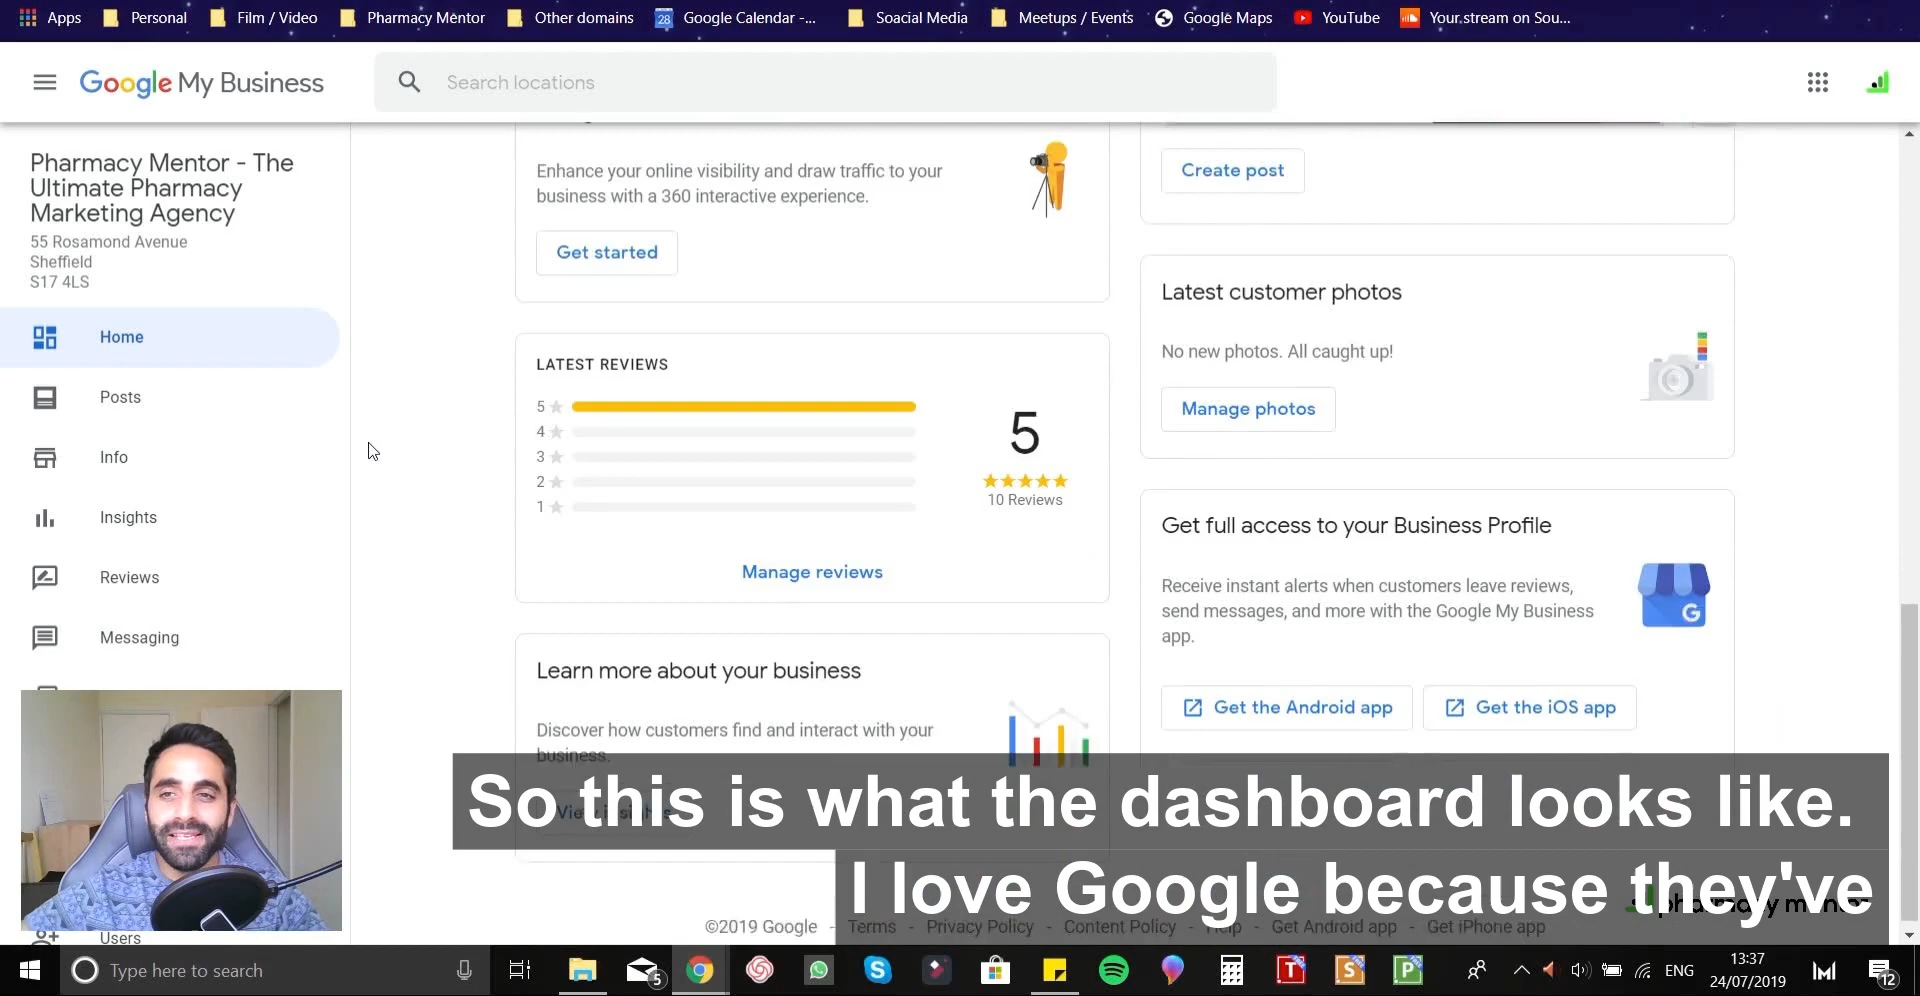 Apps Personal Film / Video Pharmacy Mentor Other domains 28 Google Calendar -... Soacial Media Meetups / Events Google Maps YouTube Your stream on Sou...
Google My Business Search locations
Pharmacy Mentor - The
Ultimate Pharmacy
Marketing Agency
55 Rosamond Avenue
Sheffield
S17 4LS
Home
Posts
Info
Insights
Reviews
Messaging
Users
Enhance your online visibility and draw traffic to your
business with a 360 interactive experience.
Get started
LATEST REVIEWS
5
4
3
2
1
5
10 Reviews
Manage reviews
Learn more about your business
Discover how customers find and interact with your
business.
View insights
Create post
Latest customer photos
No new photos. All caught up!
Manage photos
Get full access to your Business Profile
Receive instant alerts when customers leave reviews,
send messages, and more with the Google My Business
app.
G
Get the Android app Get the iOS app
So this is what the dashboard looks like.
I love Google because they've
pharmacy mentor
©2019 Google - Terms - Privacy Policy - Content Policy - Help - Get Android app - Get iPhone app
Type here to search 5 T S P ENG 13:37
24/07/2019 12